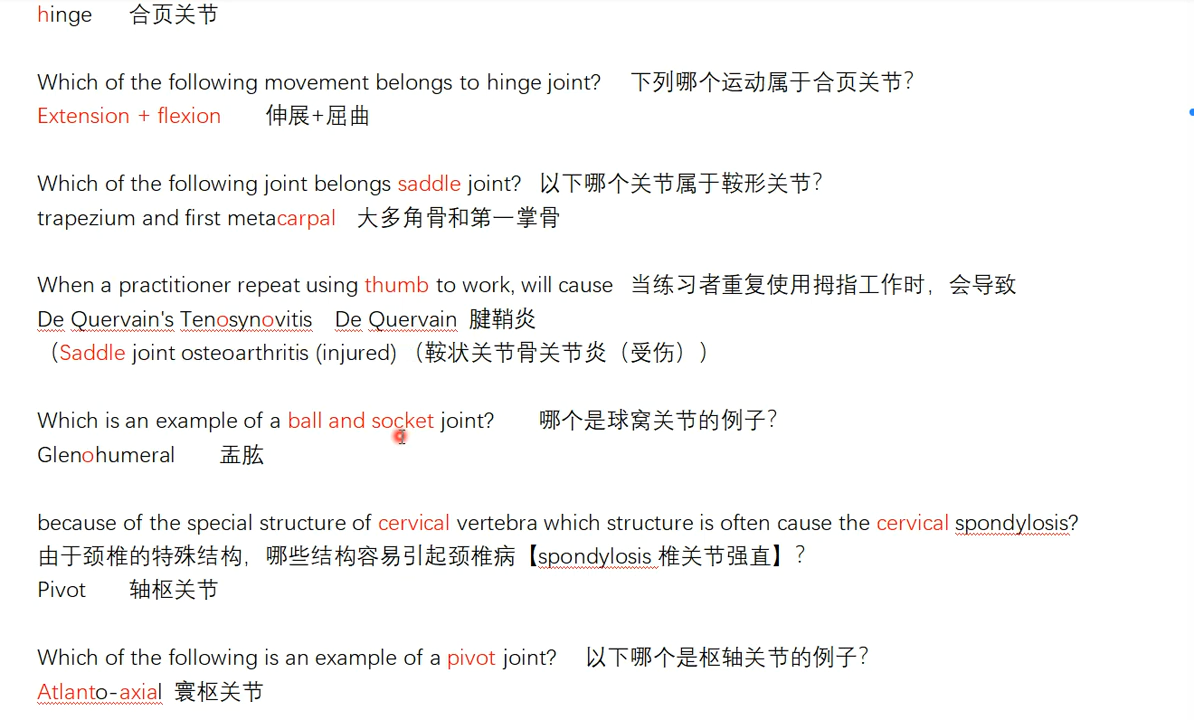 hinge 合页关节
Which of the following movement belongs to hinge joint? 下列哪个运动属于合页关节？
Extension + flexion 伸展+屈曲
Which of the following joint belongs saddle joint? 以下哪个关节属于鞍形关节？
trapezium and first metacarpal 大多角骨和第一掌骨
When a practitioner repeat using thumb to work, will cause 当练习者重复使用拇指工作时，会导致
De Quervain's Tenosynovitis De Quervain 腱鞘炎
（Saddle joint osteoarthritis (injured) （鞍状关节骨关节炎（受伤））
Which is an example of a ball and socket joint? 哪个是球窝关节的例子？
Glenohumeral 盂肱
because of the special structure of cervical vertebra which structure is often cause the cervical spondylosis?
由于颈椎的特殊结构，哪些结构容易引起颈椎病【spondylosis 椎关节强直】？
Pivot 轴枢关节
Which of the following is an example of a pivot joint? 以下哪个是枢轴关节的例子？
Atlanto-axial 寰枢关节